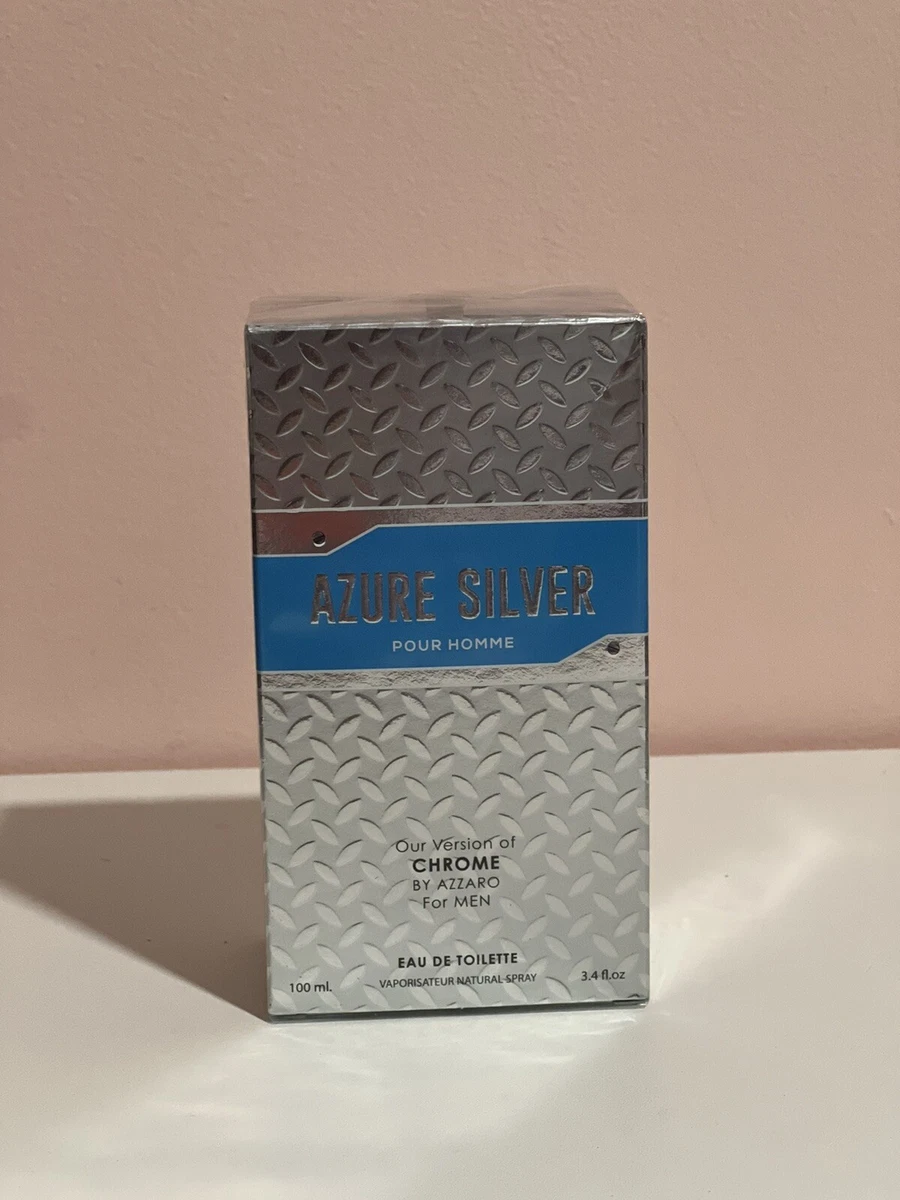 AZURE SILVER
POUR HOMME
Our Version of
CHROME
BY AZZARO
For MEN
EAU DE TOILETTE
100 ml. VAPORISATEUR NATURAL SPRAY 3.4 fl.oz